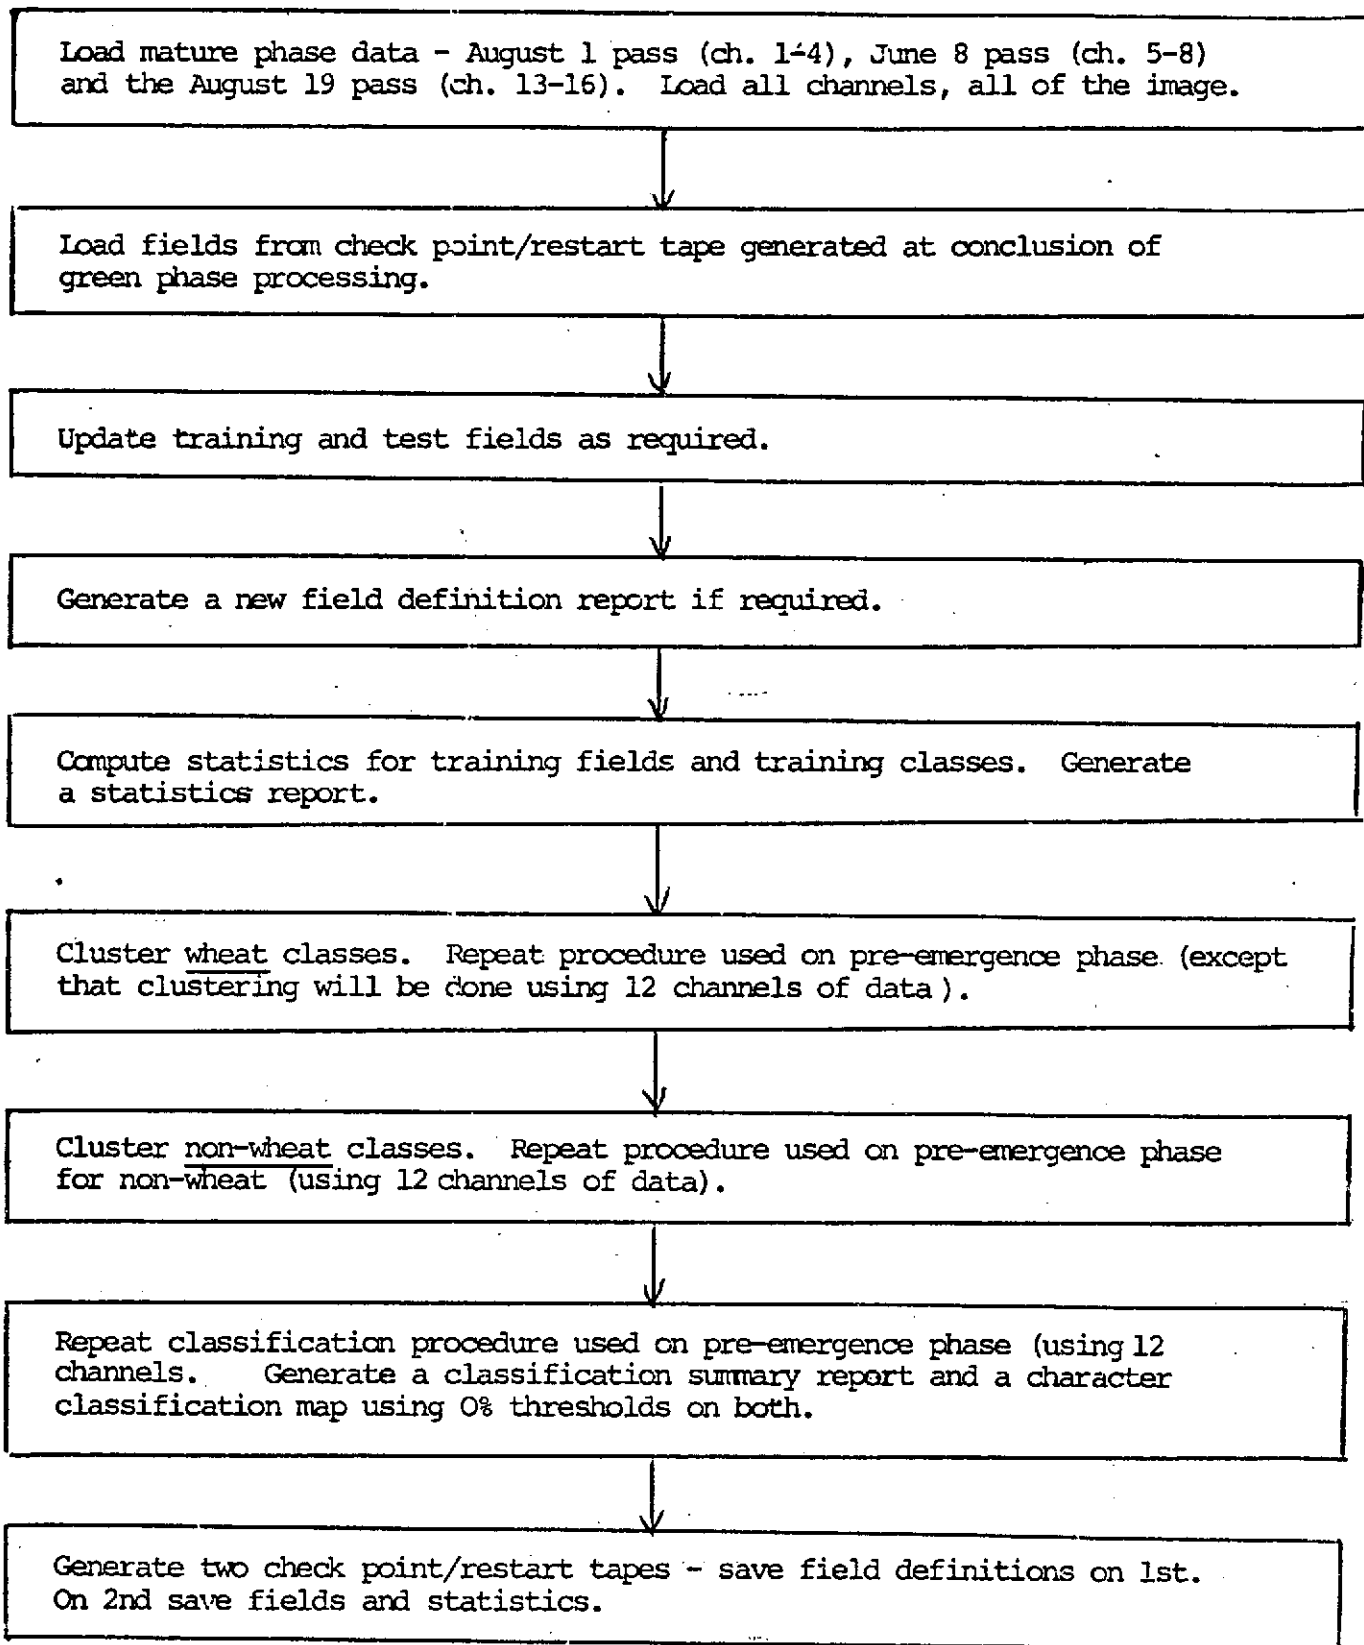 Load mature phase data - August 1 pass (ch. 1-4), June 8 pass (ch. 5-8)
and the August 19 pass (ch. 13-16). Load all channels, all of the image.
Load fields from check point/restart tape generated at conclusion of
green phase processing.
Update training and test fields as required.
Generate a new field definition report if required.
Compute statistics for training fields and training classes. Generate
a statistics report.
Cluster wheat classes. Repeat procedure used on pre-emergence phase (except
that clustering will be done using 12 channels of data).
Cluster non-wheat classes. Repeat procedure used on pre-emergence phase
for non-wheat (using 12 channels of data).
Repeat classification procedure used on pre-emergence phase (using 12
channels. Generate a classification summary report and a character
classification map using 0% thresholds on both.
Generate two check point/restart tapes - save field definitions on 1st.
On 2nd save fields and statistics.